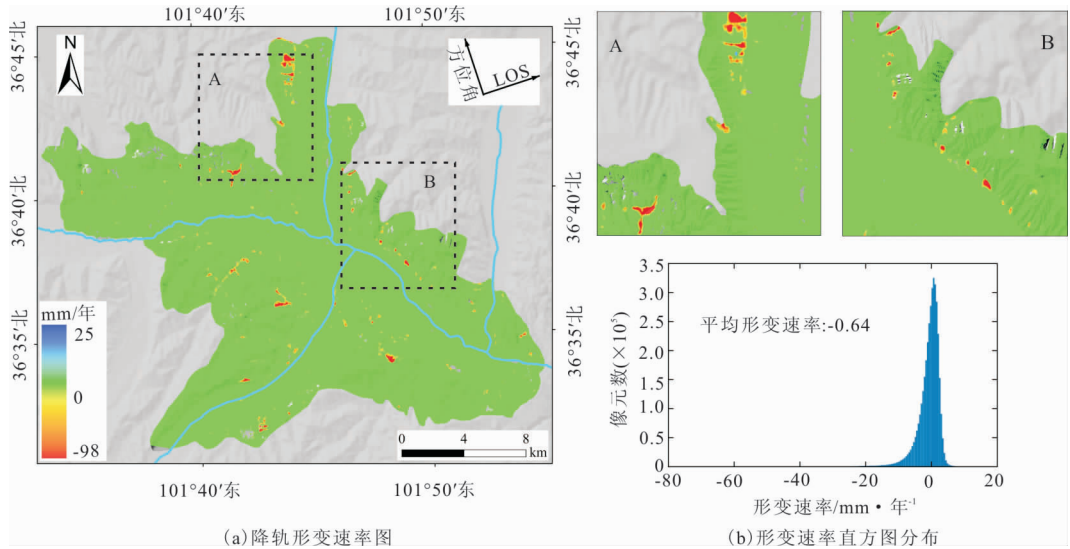 101°40′东
101°50′东
36°45′北
36°40′北
36°35′北
N
A
B
方位角
LOS
mm/年
25
0
-98
0
4
8
km
101°40′东
101°50′东
(a)降轨形变速率图
36°45′北
36°40′北
36°35′北
A
B
像元数(×10⁵)
3.5
3.0
2.5
2.0
1.5
1.0
0.5
0
平均形变速率:-0.64
-80
-60
-40
-20
0
20
形变速率/mm·年⁻¹
(b)形变速率直方图分布